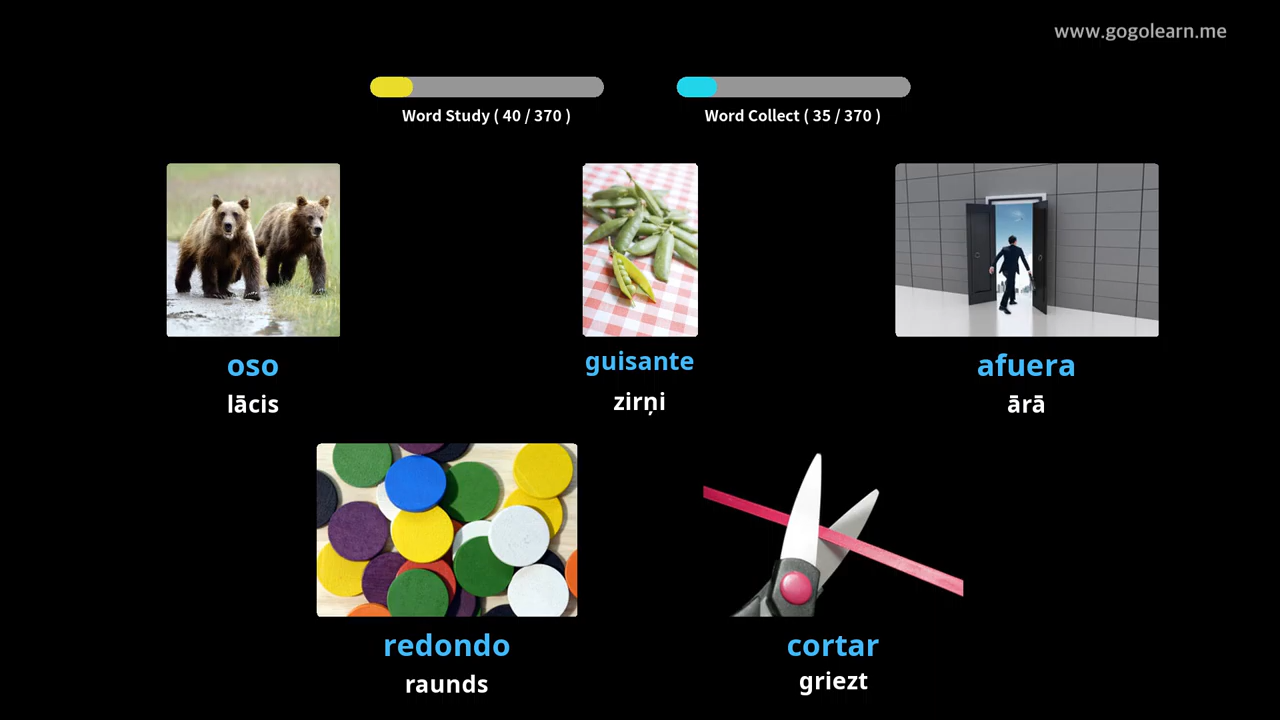 www.gogolearn.me
Word Study ( 40 / 370 )
Word Collect ( 35 / 370 )
oso
lācis
guisante
zirņi
afuera
ārā
redondo
raunds
cortar
griezt